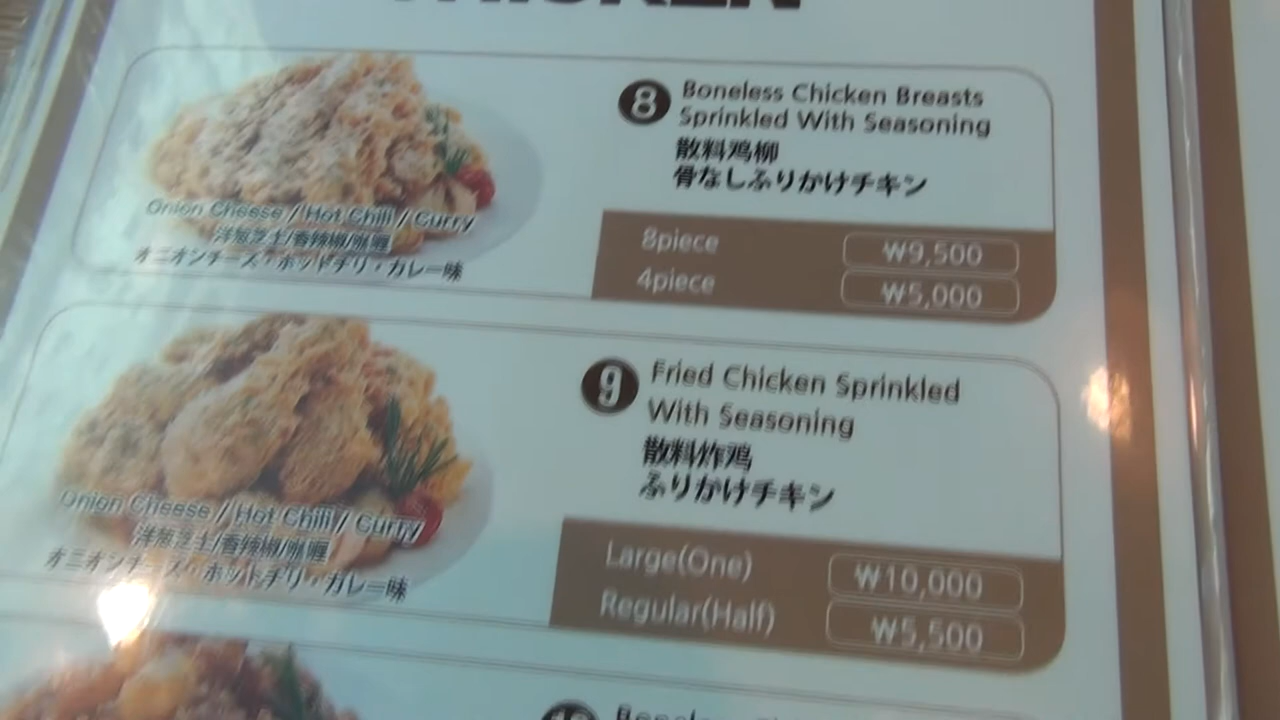 CHICKEN
8 Boneless Chicken Breasts
Sprinkled With Seasoning
散料鸡柳
骨なしふりかけチキン
Onion Cheese / Hot Chili / Curry
洋葱芝士/香辣椒/咖喱
オニオンチーズ・ホットチリ・カレー味
8piece ₩9,500
4piece ₩5,000
9 Fried Chicken Sprinkled
With Seasoning
散料炸鸡
ふりかけチキン
Onion Cheese / Hot Chili / Curry
洋葱芝士/香辣椒/咖喱
オニオンチーズ・ホットチリ・カレー味
Large(One) ₩10,000
Regular(Half) ₩5,500
10 Boneless